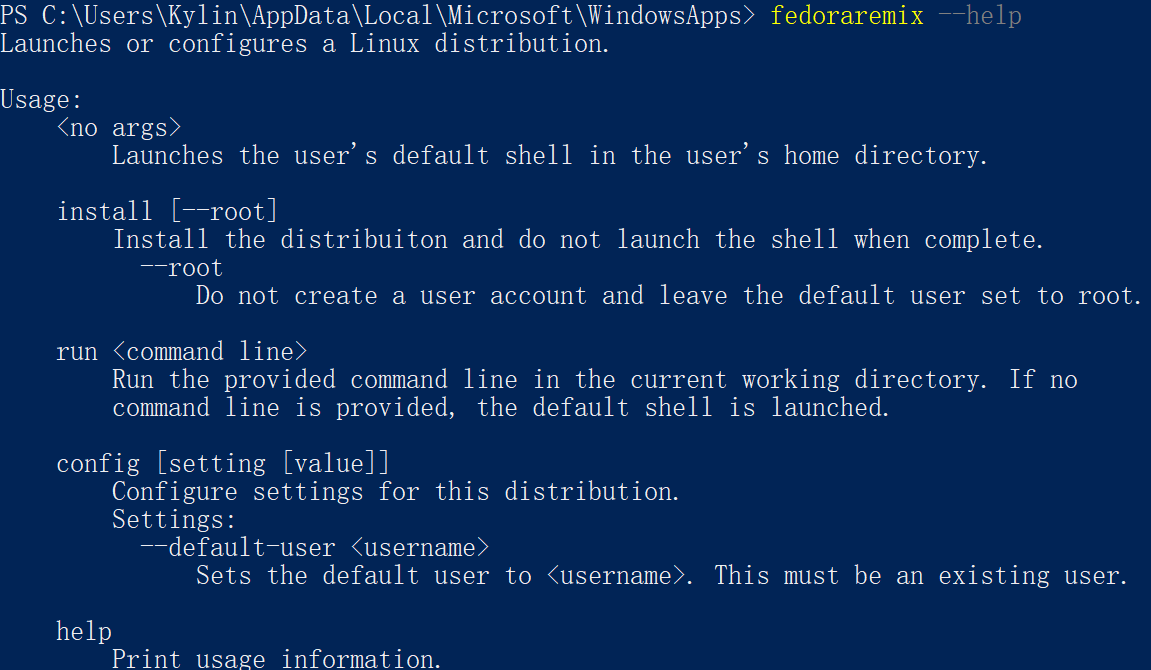 PS C:\Users\Kylin\AppData\Local\Microsoft\WindowsApps> fedoraremix --help
Launches or configures a Linux distribution.
Usage:
<no args>
Launches the user's default shell in the user's home directory.
install [--root]
Install the distribuiton and do not launch the shell when complete.
--root
Do not create a user account and leave the default user set to root.
run <command line>
Run the provided command line in the current working directory. If no
command line is provided, the default shell is launched.
config [setting [value]]
Configure settings for this distribution.
Settings:
--default-user <username>
Sets the default user to <username>. This must be an existing user.
help
Print usage information.